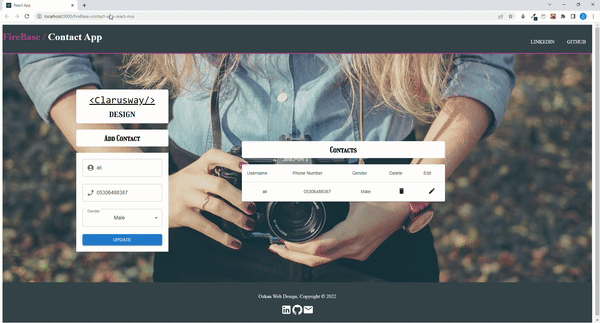 React App
localhost:3000/fireBase-contact-app-react-mui
FireBase / Contact App
LINKEDIN
GITHUB
<Clarusway/>
DESIGN
Add Contact
ali
05306488387
Gender
Male
UPDATE
Contacts
Username Phone Number Gender Delete Edit
ali 05306488387 Male
Ozkan Web Design, Copyright © 2022